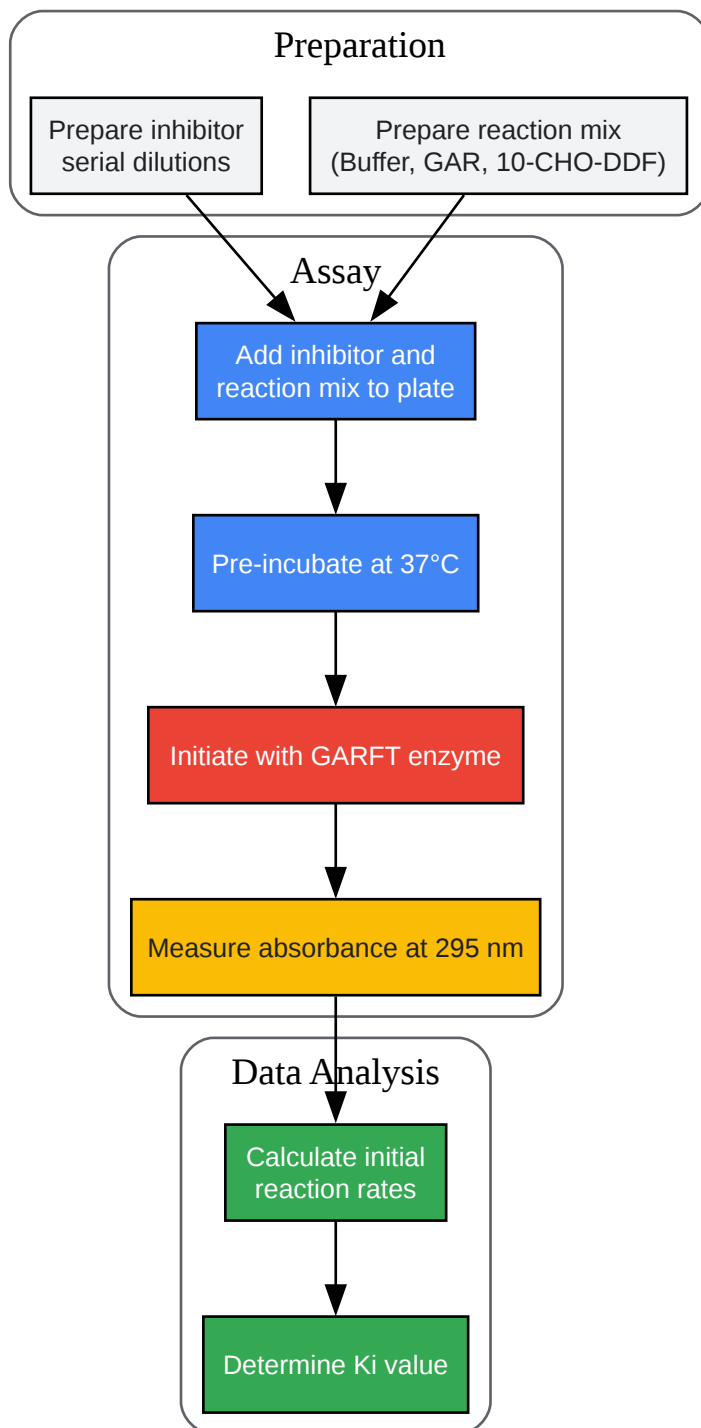 Preparation
Prepare inhibitor
serial dilutions
Prepare reaction mix
(Buffer, GAR, 10-CHO-DDF)
Assay
Add inhibitor and
reaction mix to plate
Pre-incubate at 37°C
Initiate with GARFT enzyme
Measure absorbance at 295 nm
Data Analysis
Calculate initial
reaction rates
Determine Ki value